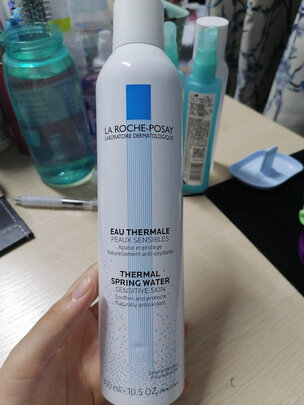 LA ROCHE-POSAY
LABORATOIRE DERMATOLOGIQUE
EAU THERMALE
PEAUX SENSIBLES
Apaise et protège
Naturellement anti-oxydante
THERMAL
SPRING WATER
SENSITIVE SKIN
Soothes and protects
Naturally antioxidant
300 ml - 10.5 OZ